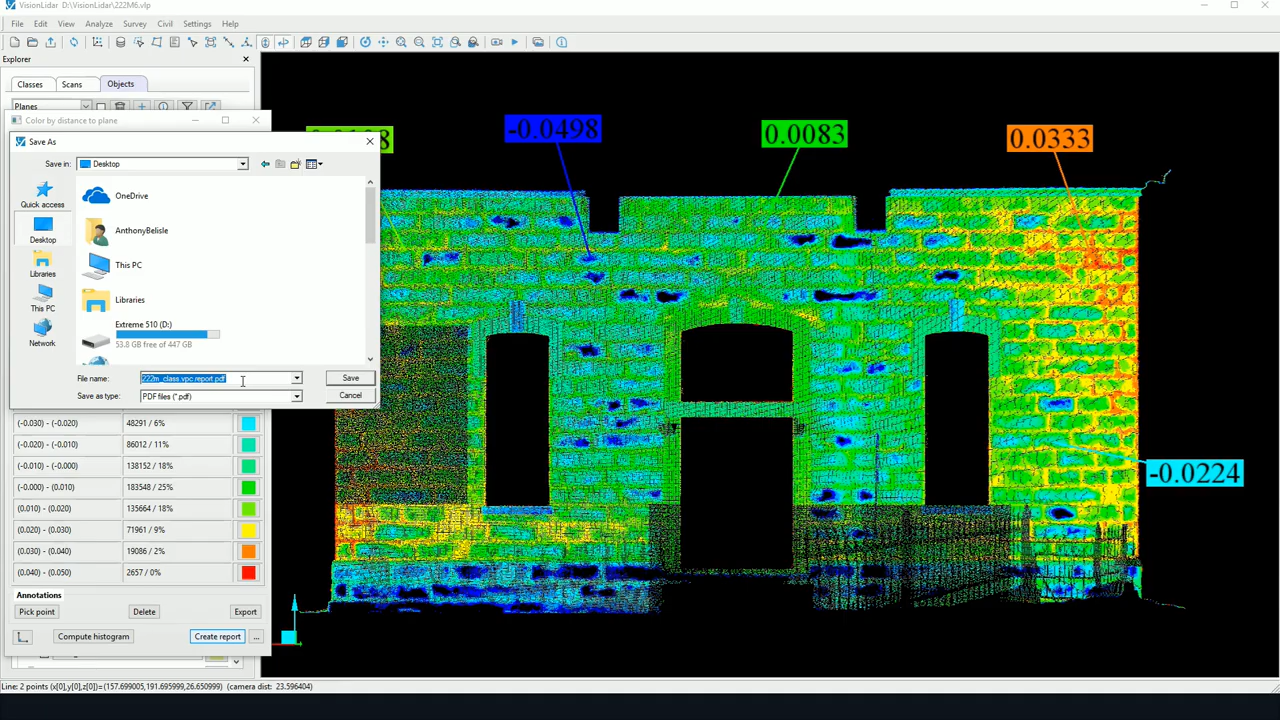 VisionLidar D:\VisionLidar\222M6.vlp
File Edit View Analyze Survey Civil Settings Help
Explorer
Classes Scans Objects
Planes
Color by distance to plane
Save As
Save in: Desktop
Quick access
Desktop
Libraries
This PC
Network
OneDrive
AnthonyBelisle
This PC
Libraries
Extreme 510 (D:)
53.8 GB free of 447 GB
File name: 222m_class.vpc.report.pdf Save
Save as type: PDF files (*.pdf) Cancel
(-0.030) - (-0.020) 48291 / 6%
(-0.020) - (-0.010) 86012 / 11%
(-0.010) - (-0.000) 138152 / 18%
(-0.000) - (0.010) 183548 / 25%
(0.010) - (0.020) 135664 / 18%
(0.020) - (0.030) 71961 / 9%
(0.030) - (0.040) 19086 / 2%
(0.040) - (0.050) 2657 / 0%
Annotations
Pick point Delete Export
Compute histogram Create report ...
-0.0498
0.0083
0.0333
-0.0224
Line: 2 points (x[0],y[0],z[0])=(157.699005,191.695999,26.650999) (camera dist: 23.596404)